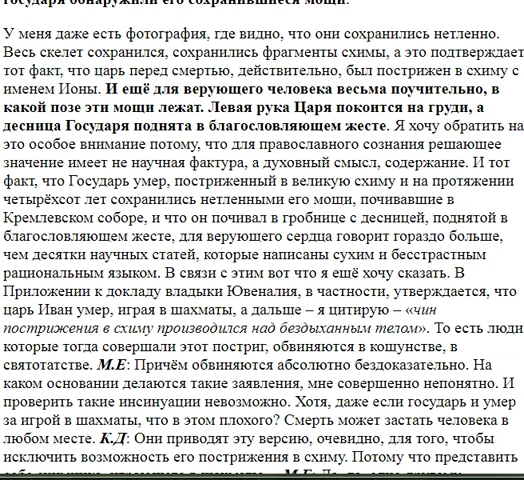 государя обнаружили его сохранившиеся мощи.
У меня даже есть фотография, где видно, что они сохранились нетленно.
Весь скелет сохранился, сохранились фрагменты схимы, а это подтверждает
тот факт, что царь перед смертью, действительно, был пострижен в схиму с
именем Ионы. И ещё для верующего человека весьма поучительно, в
какой позе эти мощи лежат. Левая рука Царя покоится на груди, а
десница Государя поднята в благословляющем жесте. Я хочу обратить на
это особое внимание потому, что для православного сознания решающее
значение имеет не научная фактура, а духовный смысл, содержание. И тот
факт, что Государь умер, постриженный в великую схиму и на протяжении
четырёхсот лет сохранились нетленными его мощи, почивавшие в
Кремлевском соборе, и что он почивал в гробнице с десницей, поднятой в
благословляющем жесте, для верующего сердца говорит гораздо больше,
чем десятки научных статей, которые написаны сухим и бесстрастным
рациональным языком. В связи с этим вот что я ещё хочу сказать. В
Приложении к докладу владыки Ювеналия, в частности, утверждается, что
царь Иван умер, играя в шахматы, а дальше – я цитирую – «чин
пострижения в схиму производился над бездыханным телом». То есть люди
которые тогда совершали этот постриг, обвиняются в кощунстве, в
святотатстве. М.Е: Причём обвиняются абсолютно бездоказательно. На
каком основании делаются такие заявления, мне совершенно непонятно. И
проверить такие инсинуации невозможно. Хотя, даже если государь и умер
за игрой в шахматы, что в этом плохого? Смерть может застать человека в
любом месте. К.Д: Они приводят эту версию, очевидно, для того, чтобы
исключить возможность его пострижения в схиму. Потому что представить